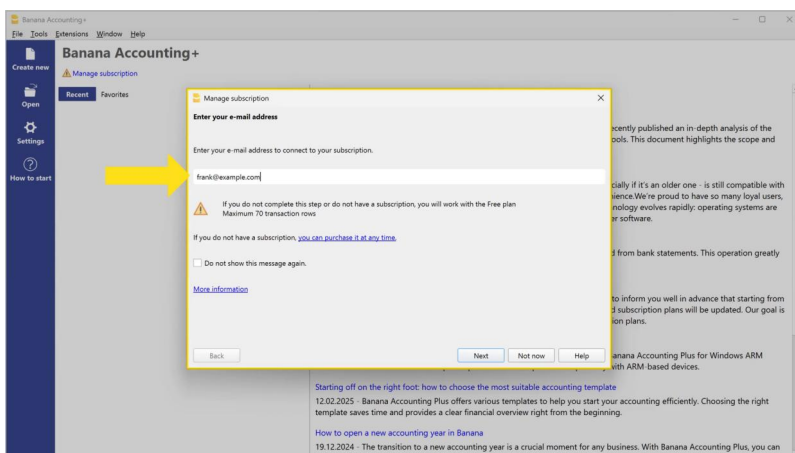 Banana Accounting+
File Tools Extensions Window Help
Banana Accounting+
Create new
Manage subscription
Recent Favorites
Open
Settings
How to start
Manage subscription
Enter your e-mail address
Enter your e-mail address to connect to your subscription.
frank@example.com
If you do not complete this step or do not have a subscription, you will work with the Free plan
Maximum 70 transaction rows
If you do not have a subscription, you can purchase it at any time.
Do not show this message again.
More information
Back Next Not now Help
recently published an in-depth analysis of the
ools. This document highlights the scope and
cially if it's an older one - is still compatible with
ience.We're proud to have so many loyal users,
nology evolves rapidly: operating systems are
er software.
d from bank statements. This operation greatly
to inform you well in advance that starting from
d subscription plans will be updated. Our goal is
ion plans.
anana Accounting Plus for Windows ARM
with ARM-based devices.
Starting off on the right foot: how to choose the most suitable accounting template
12.02.2025 - Banana Accounting Plus offers various templates to help you start your accounting efficiently. Choosing the right
template saves time and provides a clear financial overview right from the beginning.
How to open a new accounting year in Banana
19.12.2024 - The transition to a new accounting year is a crucial moment for any business. With Banana Accounting Plus, you can